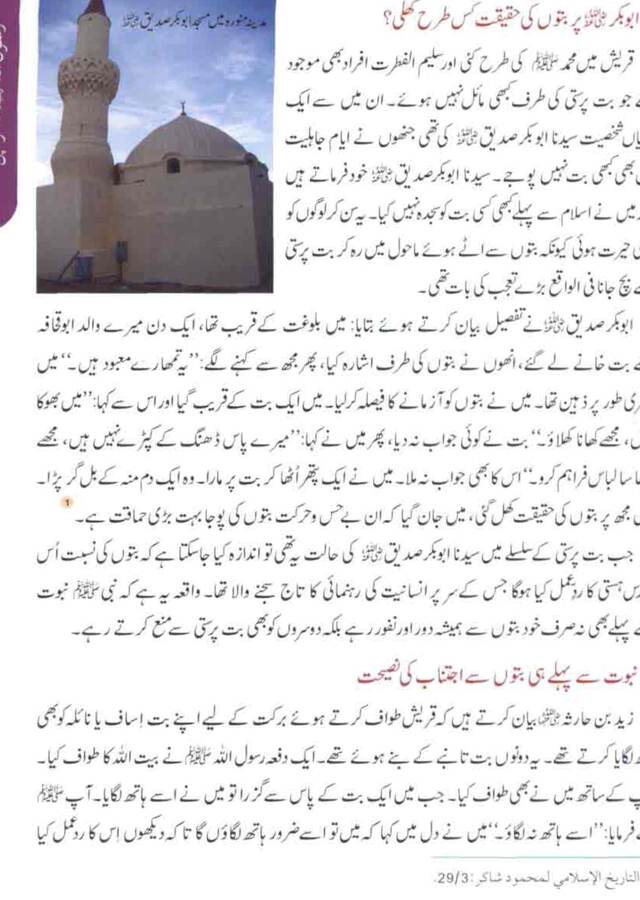 ابوبکر رضی اللہ عنہ پر بتوں کی حقیقت کس طرح کھلی؟
مدینہ منورہ میں مسجد ابوبکر صدیق رضی اللہ عنہ
قریش میں محمد ﷺ کی طرح کئی اور سلیم الفطرت افراد بھی موجود
جو بت پرستی کی طرف کبھی مائل نہیں ہوئے۔ ان میں سے ایک
شخصیت سیدنا ابوبکر صدیق رضی اللہ عنہ کی تھی جنھوں نے ایام جاہلیت
بھی کبھی بت نہیں پوجے۔ سیدنا ابوبکر صدیق رضی اللہ عنہ خود فرماتے ہیں
میں نے اسلام سے پہلے بھی کسی بت کو سجدہ نہیں کیا۔ یہ سن کر لوگوں کو
حیرت ہوئی کیونکہ بتوں سے اٹے ہوئے ماحول میں رہ کر بت پرستی
بچ جانا فی الواقع بڑے تعجب کی بات تھی۔
ابوبکر صدیق رضی اللہ عنہ نے تفصیل بیان کرتے ہوئے بتایا: میں بلوغت کے قریب تھا، ایک دن میرے والد ابوقحافہ
بت خانے لے گئے، انھوں نے بتوں کی طرف اشارہ کیا، پھر مجھ سے کہنے لگے: ”یہ تمھارے معبود ہیں۔“ میں
طور پر ذہین تھا۔ میں نے بتوں کو آزمانے کا فیصلہ کرلیا۔ میں ایک بت کے قریب گیا اور اس سے کہا: ”میں بھوکا
، مجھے کھانا کھلاؤ۔“ بت نے کوئی جواب نہ دیا، پھر میں نے کہا: ”میرے پاس ڈھنگ کے کپڑے نہیں ہیں، مجھے
سا لباس فراہم کرو۔“ اس کا بھی جواب نہ ملا۔ میں نے ایک پتھر اُٹھا کر بت پر مارا۔ وہ ایک دم منہ کے بل گر پڑا۔
مجھ پر بتوں کی حقیقت کھل گئی، میں جان گیا کہ ان بے حس و حرکت بتوں کی پوجا بہت بڑی حماقت ہے۔ 1
جب بت پرستی کے سلسلے میں سیدنا ابوبکر صدیق رضی اللہ عنہ کی حالت یہ تھی تو اندازہ کیا جاسکتا ہے کہ بتوں کی نسبت اُس
ہستی کا ردِعمل کیا ہوگا جس کے سر پر انسانیت کی رہنمائی کا تاج سجنے والا تھا۔ واقعہ یہ ہے کہ نبی ﷺ نبوت
پہلے بھی نہ صرف خود بتوں سے ہمیشہ دور اور نفور رہے بلکہ دوسروں کو بھی بت پرستی سے منع کرتے رہے۔
نبوت سے پہلے ہی بتوں سے اجتناب کی نصیحت
زید بن حارثہ رضی اللہ عنہ بیان کرتے ہیں کہ قریش طواف کرتے ہوئے برکت کے لیے اپنے بت اِساف یا نائلہ کو بھی
لگایا کرتے تھے۔ یہ دونوں بت تانبے کے بنے ہوئے تھے۔ ایک دفعہ رسول اللہ ﷺ نے بیت اللہ کا طواف کیا۔
کے ساتھ میں نے بھی طواف کیا۔ جب میں ایک بت کے پاس سے گزرا تو میں نے اسے ہاتھ لگایا۔ آپ ﷺ
فرمایا: ”اسے ہاتھ نہ لگاؤ۔“ میں نے دل میں کہا کہ میں تو اسے ضرور ہاتھ لگاؤں گا تاکہ دیکھوں اِس کا ردِعمل کیا
التاريخ الإسلامي لمحمود شاكر: 29/3.